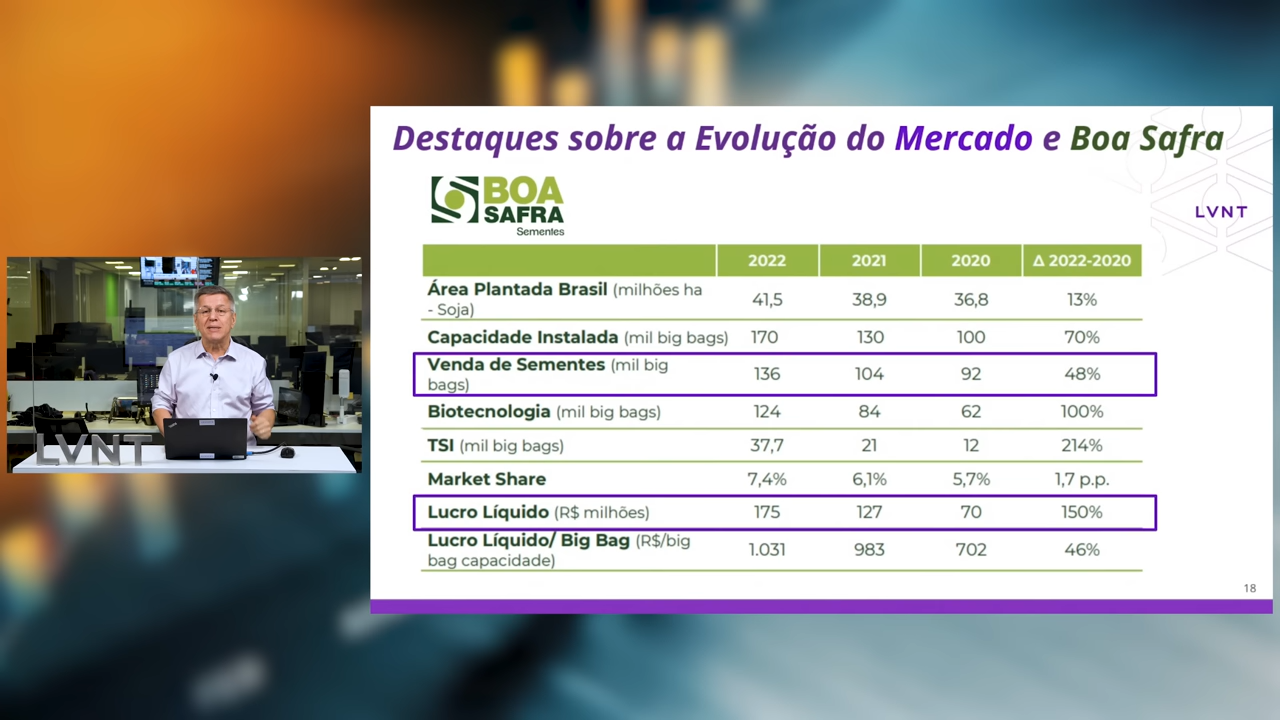 Destaques sobre a Evolução do Mercado e Boa Safra
BOA
SAFRA
Sementes
LVNT
2022 2021 2020 Δ 2022-2020
Área Plantada Brasil (milhões ha
- Soja) 41,5 38,9 36,8 13%
Capacidade Instalada (mil big bags) 170 130 100 70%
Venda de Sementes (mil big
bags) 136 104 92 48%
Biotecnologia (mil big bags) 124 84 62 100%
TSI (mil big bags) 37,7 21 12 214%
Market Share 7,4% 6,1% 5,7% 1,7 p.p.
Lucro Líquido (R$ milhões) 175 127 70 150%
Lucro Líquido/ Big Bag (R$/big
bag capacidade) 1.031 983 702 46%
18
LVNT